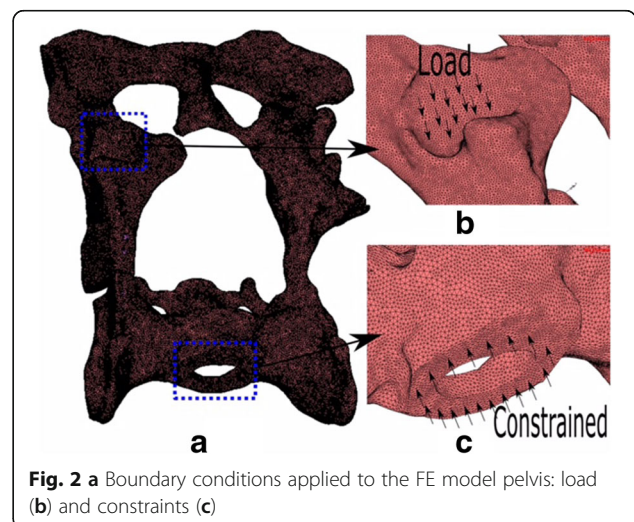 Load
b
Constrained
a
c
Fig. 2 a Boundary conditions applied to the FE model pelvis: load
(b) and constraints (c)